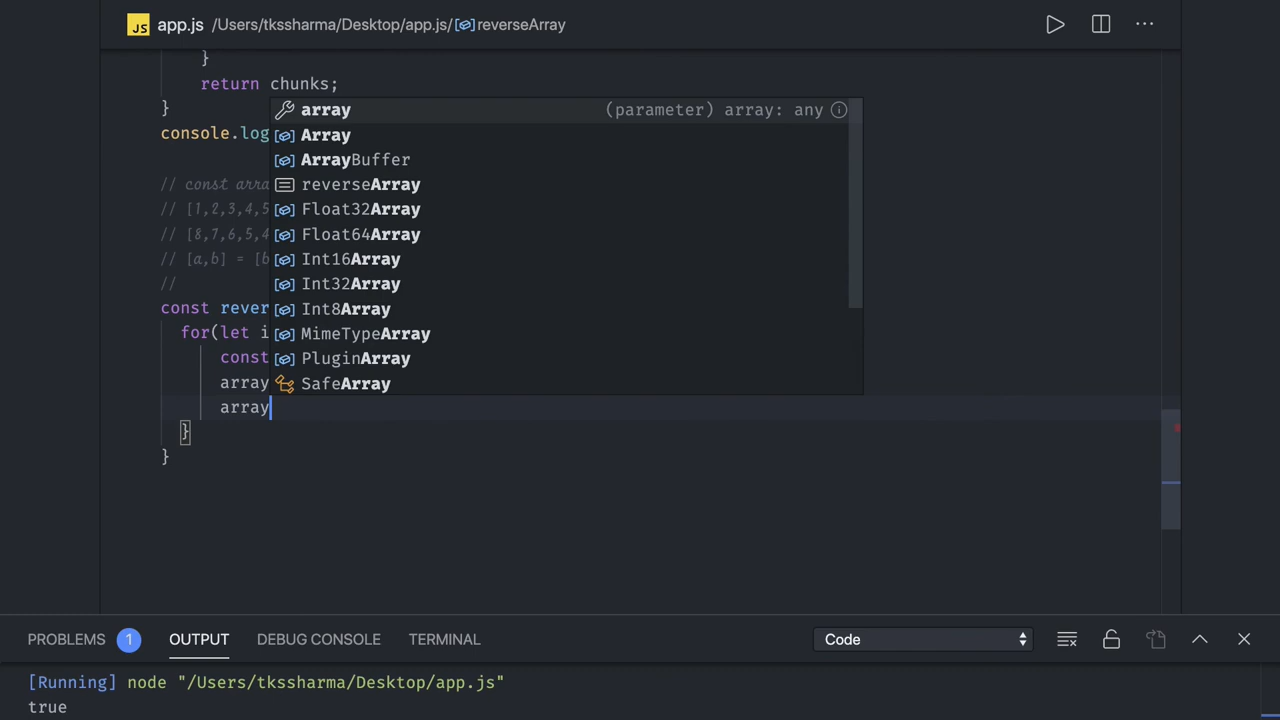 JS app.js /Users/tkssharma/Desktop/app.js/reverseArray
}
return chunks;
}
console.log
// const arra
// [1,2,3,4,5
// [8,7,6,5,4
// [a,b] = [b
//
const rever
for(let i
const
array
array
}
}
array (parameter) array: any
Array
ArrayBuffer
reverseArray
Float32Array
Float64Array
Int16Array
Int32Array
Int8Array
MimeTypeArray
PluginArray
SafeArray
PROBLEMS 1 OUTPUT DEBUG CONSOLE TERMINAL Code
[Running] node "/Users/tkssharma/Desktop/app.js"
true